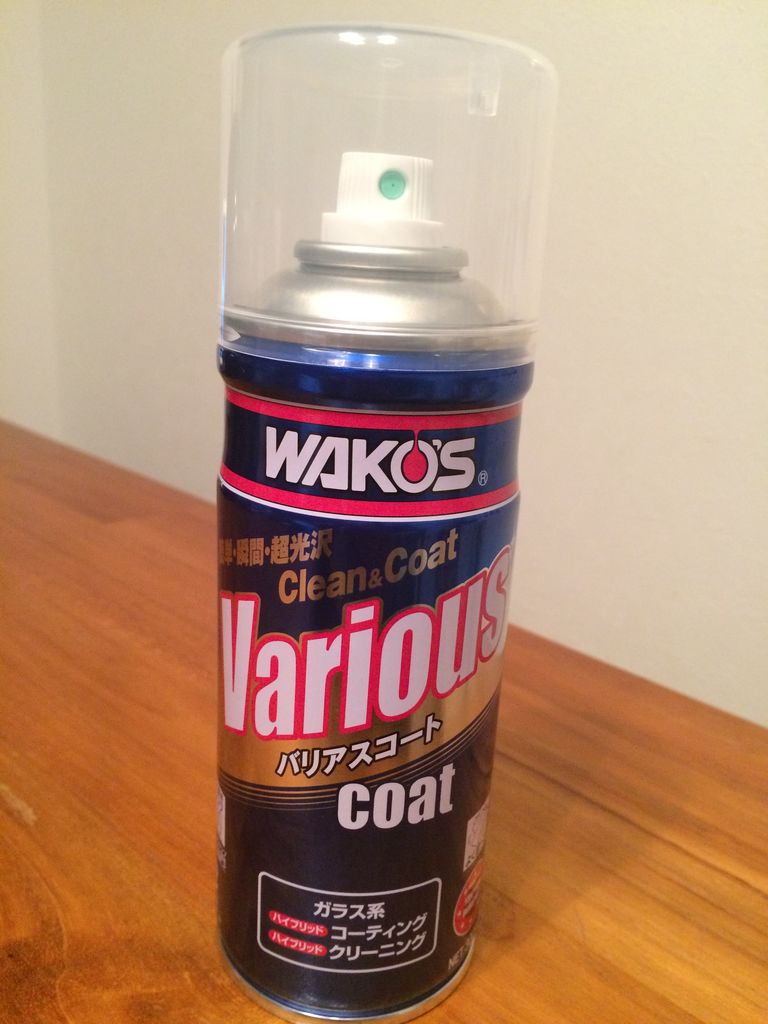 WAKO'S®
単・瞬間・超光沢
Clean&Coat
Various
バリアスコート
coat
ガラス系
ハイブリッド コーティング
ハイブリッド クリーニング
NET